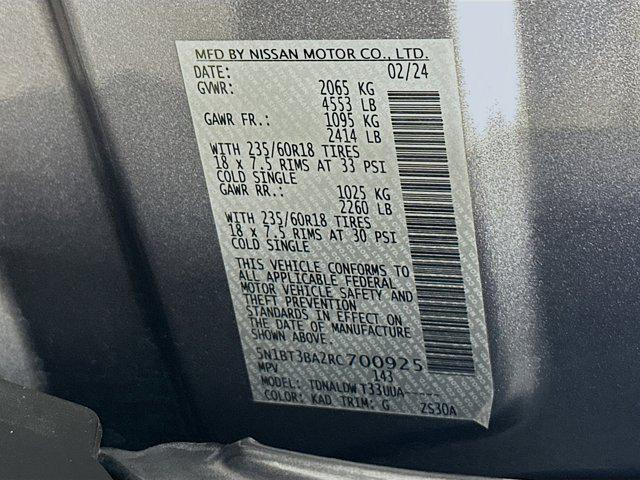 MFD BY NISSAN MOTOR CO., LTD.
DATE: 02/24
GVWR: 2065 KG
4553 LB
GAWR FR.: 1095 KG
2414 LB
WITH 235/60R18 TIRES
18 x 7.5 RIMS AT 33 PSI
COLD SINGLE
GAWR RR.: 1025 KG
2260 LB
WITH 235/60R18 TIRES
18 x 7.5 RIMS AT 30 PSI
COLD SINGLE
THIS VEHICLE CONFORMS TO
ALL APPLICABLE FEDERAL
MOTOR VEHICLE SAFETY AND
THEFT PREVENTION
STANDARDS IN EFFECT ON
THE DATE OF MANUFACTURE
SHOWN ABOVE.
5N1BT3BA2RC700925
MPV 143
MODEL: TDNALDWT33UUA-----
COLOR: KAD TRIM: G ZS30A